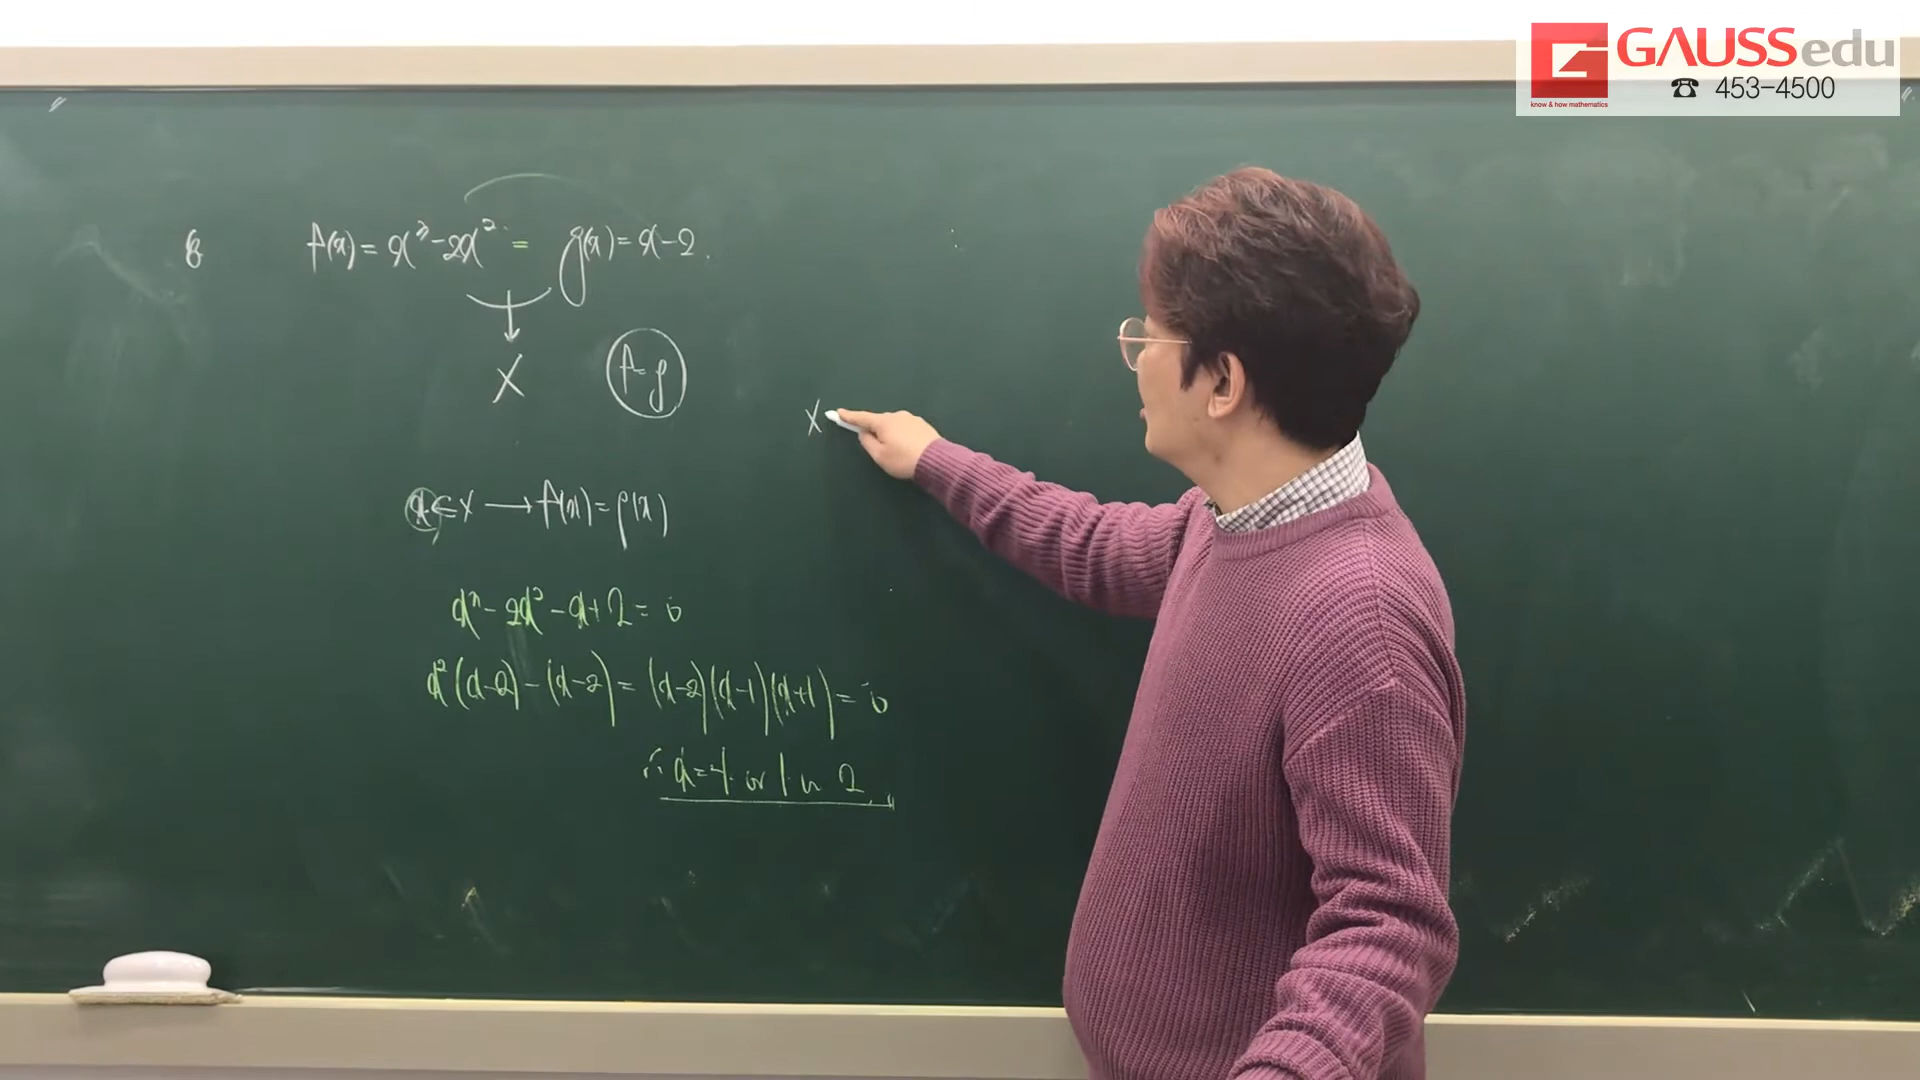 GAUSSedu
know & how mathematics
☎ 453-4500
8 f(x) = x³-2x² = g(x) = x-2.
X f=g
X
x∈X → f(x) = g(x)
x³-2x²-x+2=0
x²(x-2)-(x-2) = (x-2)(x-1)(x+1) = 0
∴ x=-1 or 1 or 2